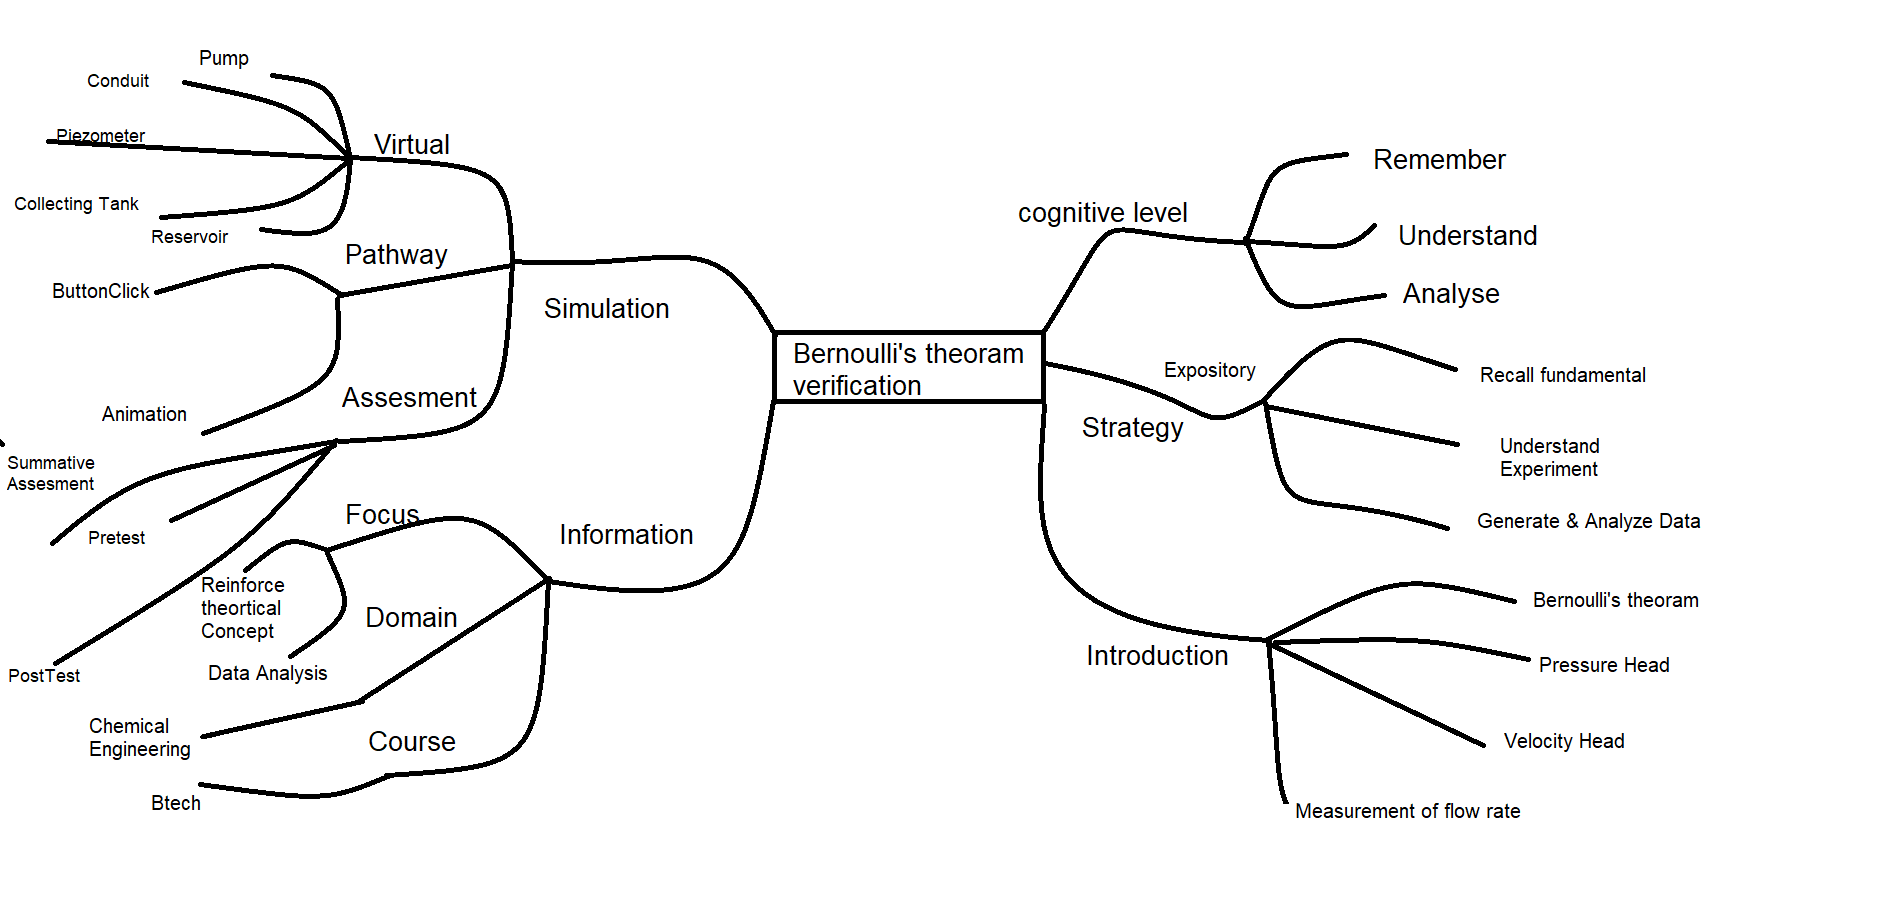 Pump
Conduit
Piezometer
Collecting Tank
Reservoir
Virtual
Pathway
ButtonClick
Animation
Assesment
Summative
Assesment
Pretest
PostTest
Simulation
Focus
Reinforce
theortical
Concept
Data Analysis
Information
Domain
Chemical
Engineering
Course
Btech
Bernoulli's theoram
verification
cognitive level
Remember
Understand
Analyse
Expository
Strategy
Recall fundamental
Understand
Experiment
Generate & Analyze Data
Introduction
Bernoulli's theoram
Pressure Head
Velocity Head
Measurement of flow rate